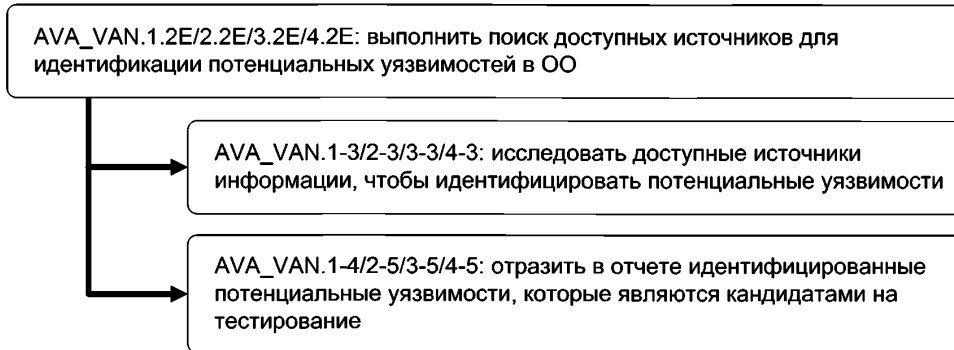 AVA_VAN.1.2E/2.2E/3.2E/4.2E: выполнить поиск доступных источников для
идентификации потенциальных уязвимостей в ОО
AVA_VAN.1-3/2-3/3-3/4-3: исследовать доступные источники
информации, чтобы идентифицировать потенциальные уязвимости
AVA_VAN.1-4/2-5/3-5/4-5: отразить в отчете идентифицированные
потенциальные уязвимости, которые являются кандидатами на
тестирование